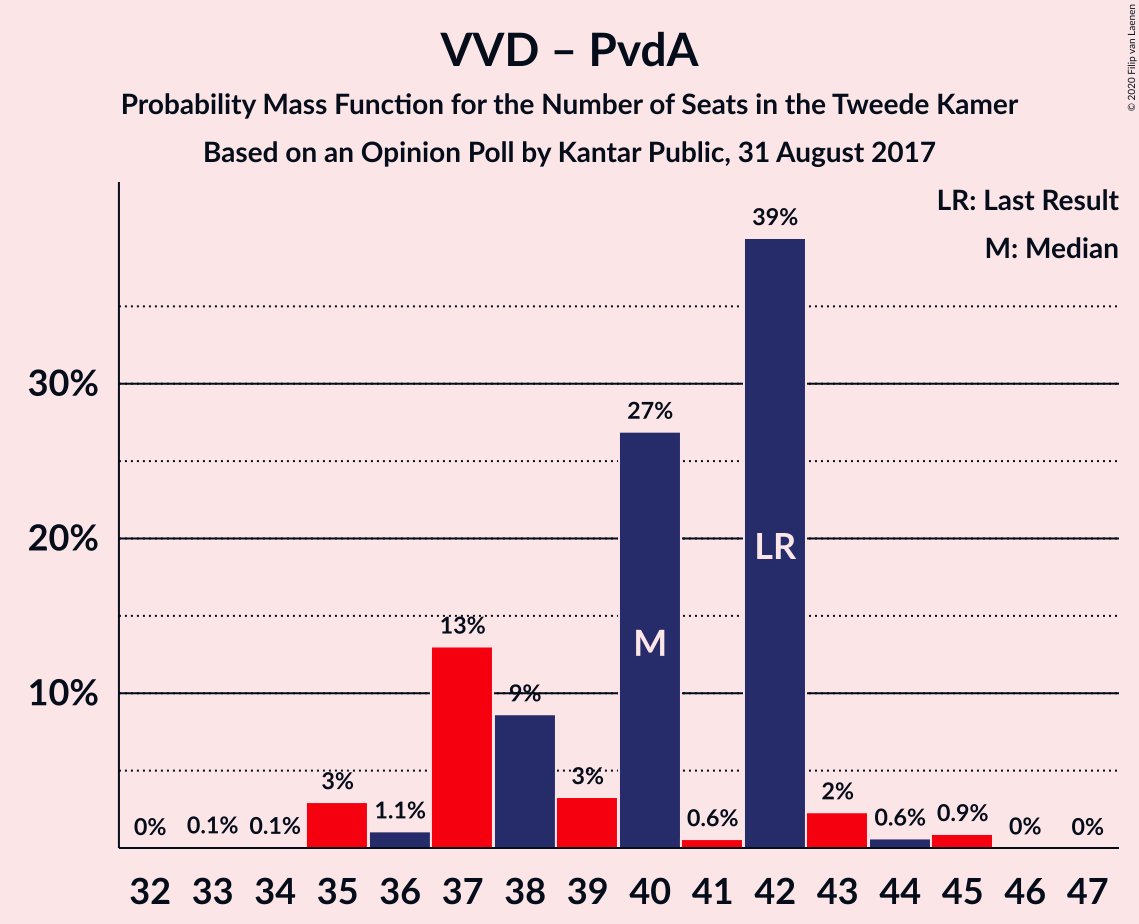 VVD – PvdA
Probability Mass Function for the Number of Seats in the Tweede Kamer
Based on an Opinion Poll by Kantar Public, 31 August 2017
© 2020 Filip van Laenen
LR: Last Result
M: Median
39%
30%
27%
20%
LR
13%
M
10%
9%
3%
3%
2%
1.1%
0.9%
0%
0.1%
0.1%
0.6%
0.6%
0%
0%
32 33 34 35 36 37 38 39 40 41 42 43 44 45 46 47